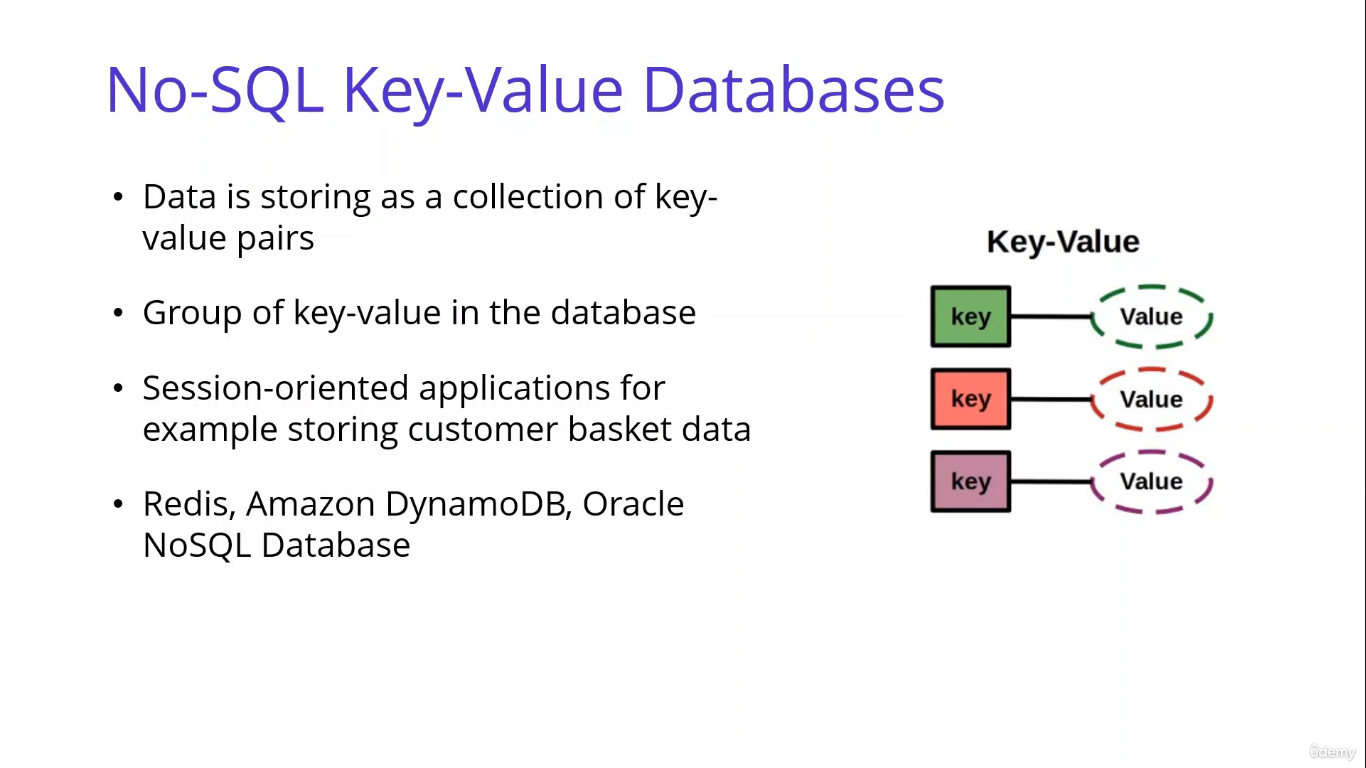 No-SQL Key-Value Databases
• Data is storing as a collection of key-
value pairs
• Group of key-value in the database
• Session-oriented applications for
example storing customer basket data
• Redis, Amazon DynamoDB, Oracle
NoSQL Database
Key-Value
key Value
key Value
key Value
ûdemy